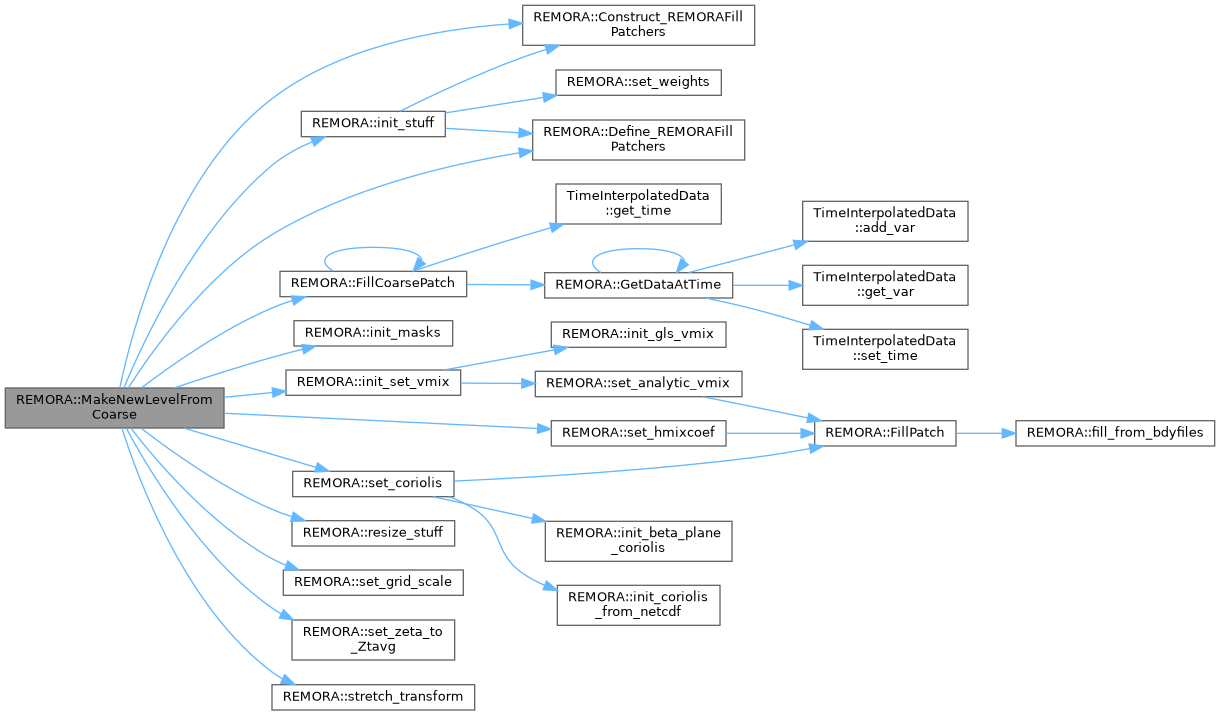 REMORA::Construct_REMORAFill
Patchers
REMORA::set_weights
REMORA::init_stuff
REMORA::Define_REMORAFill
Patchers
TimeInterpolatedData
::get_time
TimeInterpolatedData
::add_var
REMORA::FillCoarsePatch
REMORA::GetDataAtTime
TimeInterpolatedData
::get_var
REMORA::init_masks
REMORA::init_gls_vmix
TimeInterpolatedData
::set_time
REMORA::init_set_vmix
REMORA::set_analytic_vmix
REMORA::MakeNewLevelFrom
Coarse
REMORA::set_hmixcoef
REMORA::FillPatch
REMORA::fill_from_bdyfiles
REMORA::set_coriolis
REMORA::resize_stuff
REMORA::init_beta_plane
_coriolis
REMORA::set_grid_scale
REMORA::init_coriolis
_from_netcdf
REMORA::set_zeta_to
_Ztavg
REMORA::stretch_transform